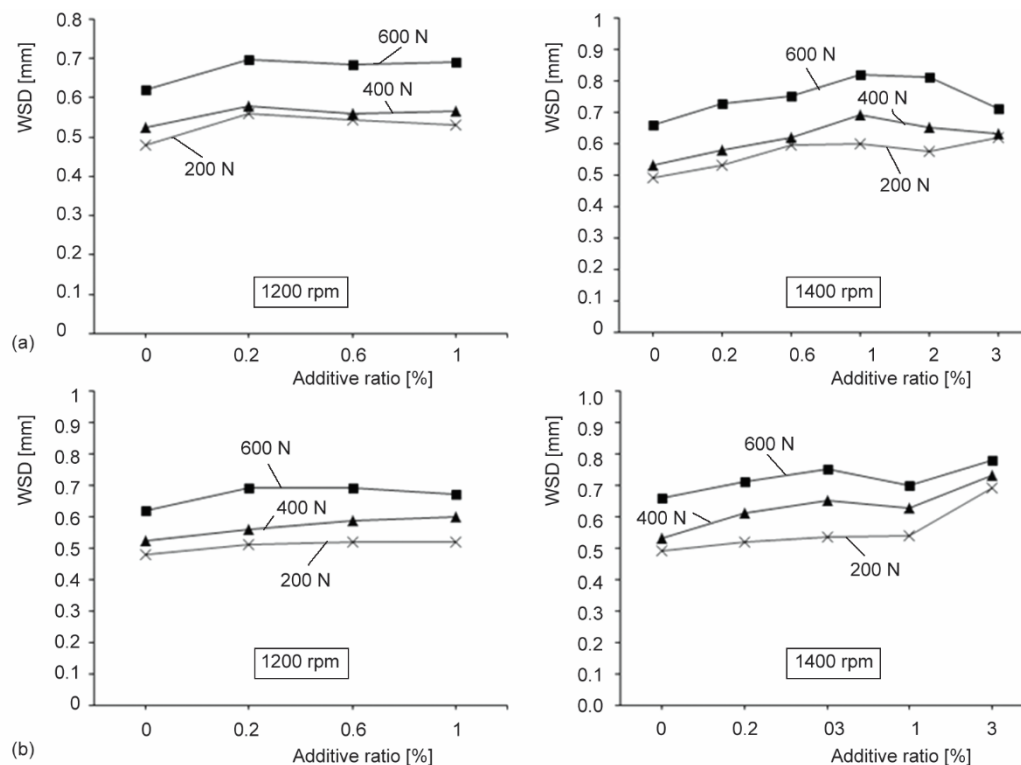 WSD [mm]
0.8
0.7
0.6
0.5
0.4
0.3
0.2
0.1
0
600 N
400 N
200 N
1200 rpm
0 0.2 0.6 1
Additive ratio [%]
WSD [mm]
1
0.9
0.8
0.7
0.6
0.5
0.4
0.3
0.2
0.1
0
600 N
400 N
200 N
1400 rpm
0 0.2 0.6 1 2 3
Additive ratio [%]
(a)
WSD [mm]
1
0.9
0.8
0.7
0.6
0.5
0.4
0.3
0.2
0.1
0
600 N
400 N
200 N
1200 rpm
0 0.2 0.6 1
Additive ratio [%]
WSD [mm]
1.0
0.9
0.8
0.7
0.6
0.5
0.4
0.3
0.2
0.1
0.0
600 N
400 N
200 N
1400 rpm
0 0.2 03 1 3
Additive ratio [%]
(b)